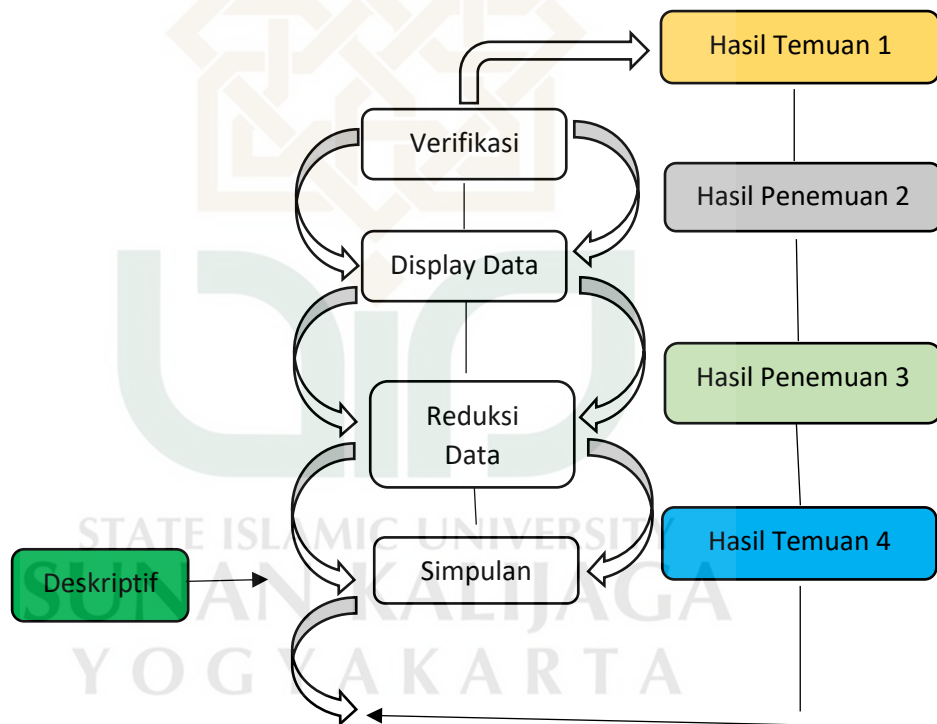 Hasil Temuan 1
Verifikasi
Hasil Penemuan 2
Display Data
Hasil Penemuan 3
Reduksi
Data
STATE ISLAMIC UNIVERSITY
Hasil Temuan 4
Simpulan
Deskriptif
SUNAN KALIJAGA
YOGYAKARTA